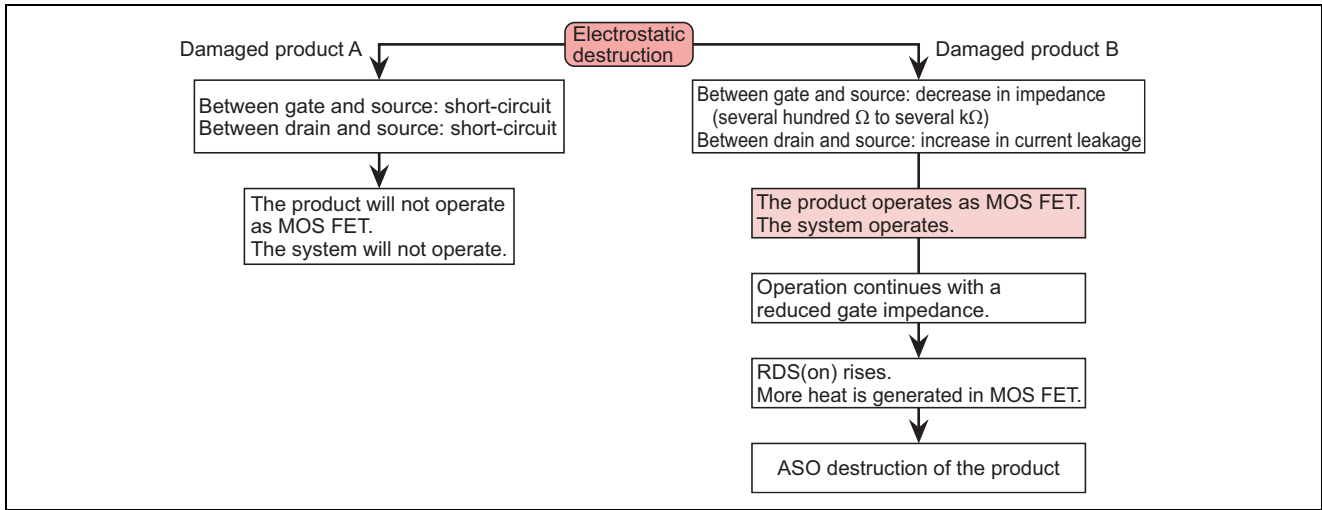 Electrostatic
destruction
Damaged product A
Damaged product B
Between gate and source: short-circuit
Between drain and source: short-circuit
The product will not operate
as MOS FET.
The system will not operate.
Between gate and source: decrease in impedance
(several hundred Ω to several kΩ)
Between drain and source: increase in current leakage
The product operates as MOS FET.
The system operates.
Operation continues with a
reduced gate impedance.
RDS(on) rises.
More heat is generated in MOS FET.
ASO destruction of the product